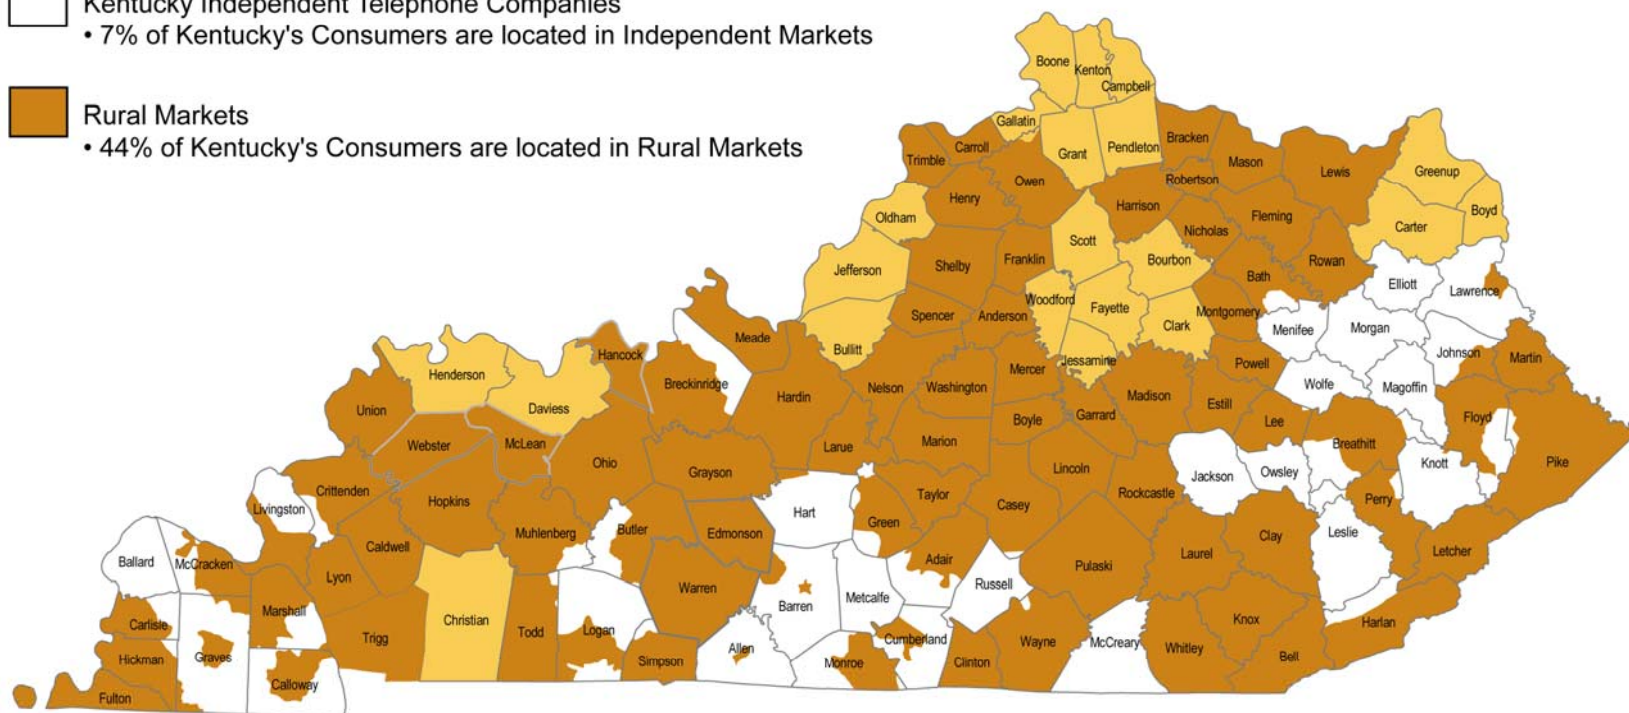 Kentucky Independent Telephone Companies
• 7% of Kentucky's Consumers are located in Independent Markets
Rural Markets
• 44% of Kentucky's Consumers are located in Rural Markets
Boone
Kenton
Campbell
Gallatin
Grant
Pendleton
Bracken
Mason
Lewis
Greenup
Boyd
Carter
Trimble
Carroll
Owen
Robertson
Henry
Harrison
Fleming
Nicholas
Oldham
Scott
Bourbon
Rowan
Jefferson
Shelby
Franklin
Bath
Elliott
Lawrence
Woodford
Fayette
Montgomery
Spencer
Anderson
Clark
Menifee
Morgan
Meade
Bullitt
Jessamine
Powell
Johnson
Martin
Hancock
Henderson
Breckinridge
Mercer
Wolfe
Magoffin
Daviess
Hardin
Nelson
Washington
Madison
Estill
Union
Boyle
Garrard
Lee
Floyd
Webster
McLean
Larue
Marion
Breathitt
Ohio
Grayson
Lincoln
Jackson
Owsley
Knott
Pike
Crittenden
Hopkins
Taylor
Casey
Rockcastle
Perry
Livingston
Muhlenberg
Butler
Edmonson
Hart
Green
Clay
Leslie
Caldwell
Adair
Laurel
Letcher
Ballard
McCracken
Lyon
Warren
Pulaski
Russell
Barren
Metcalfe
Carlisle
Marshall
Christian
Todd
Logan
Knox
Harlan
Trigg
Cumberland
Wayne
McCreary
Whitley
Hickman
Graves
Simpson
Allen
Monroe
Clinton
Bell
Fulton
Calloway